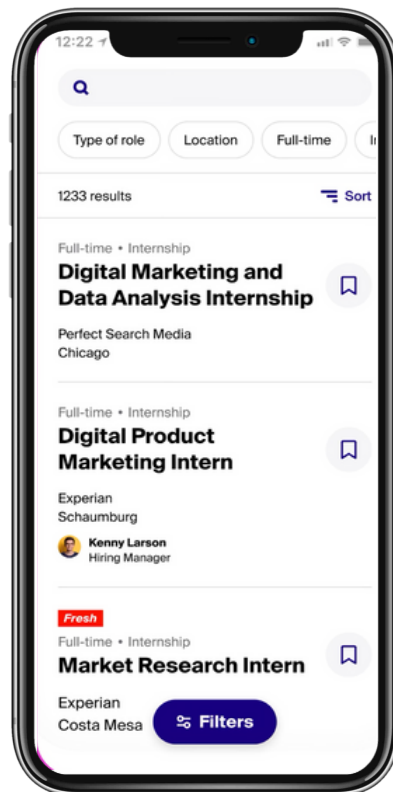 12:22
Type of role Location Full-time
1233 results Sort
Full-time • Internship
Digital Marketing and
Data Analysis Internship
Perfect Search Media
Chicago
Full-time • Internship
Digital Product
Marketing Intern
Experian
Schaumburg
Kenny Larson
Hiring Manager
Fresh
Full-time • Internship
Market Research Intern
Experian
Costa Mesa
Filters